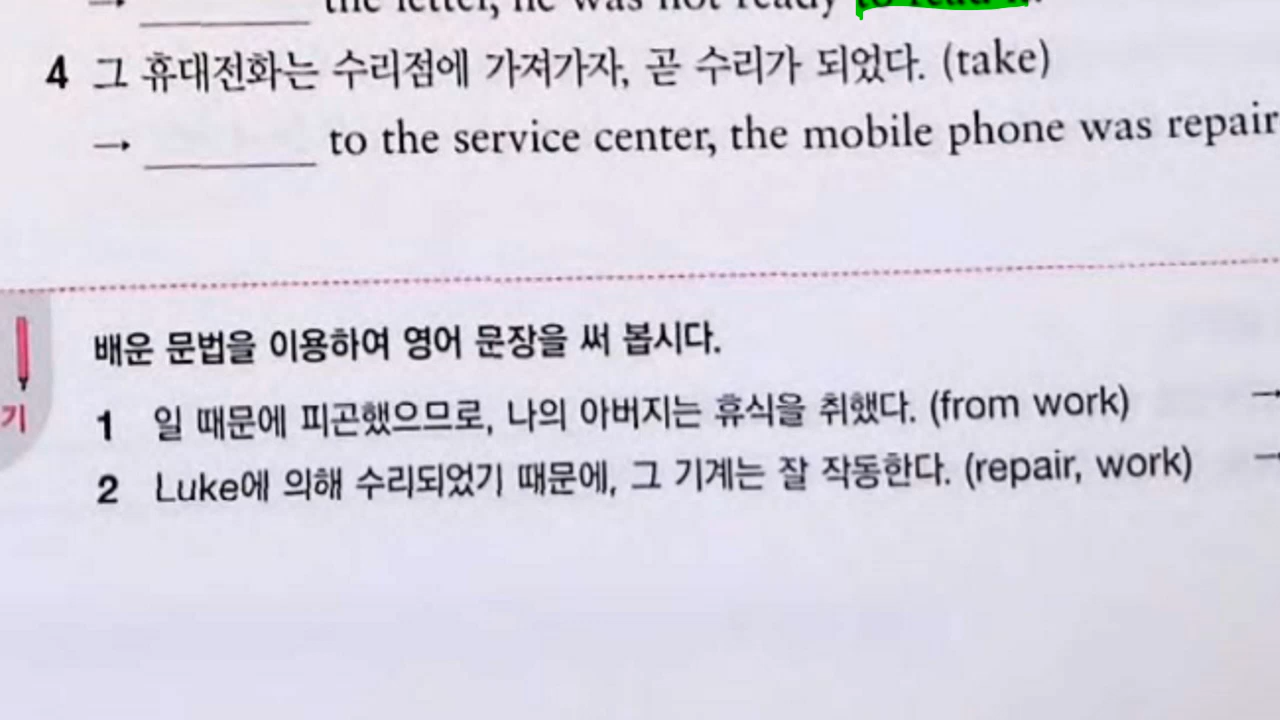 → the letter, he was not ready to read it.
4 그 휴대전화는 수리점에 가져가자, 곧 수리가 되었다. (take)
→ to the service center, the mobile phone was repair
배운 문법을 이용하여 영어 문장을 써 봅시다.
기
1 일 때문에 피곤했으므로, 나의 아버지는 휴식을 취했다. (from work) →
2 Luke에 의해 수리되었기 때문에, 그 기계는 잘 작동한다. (repair, work) →